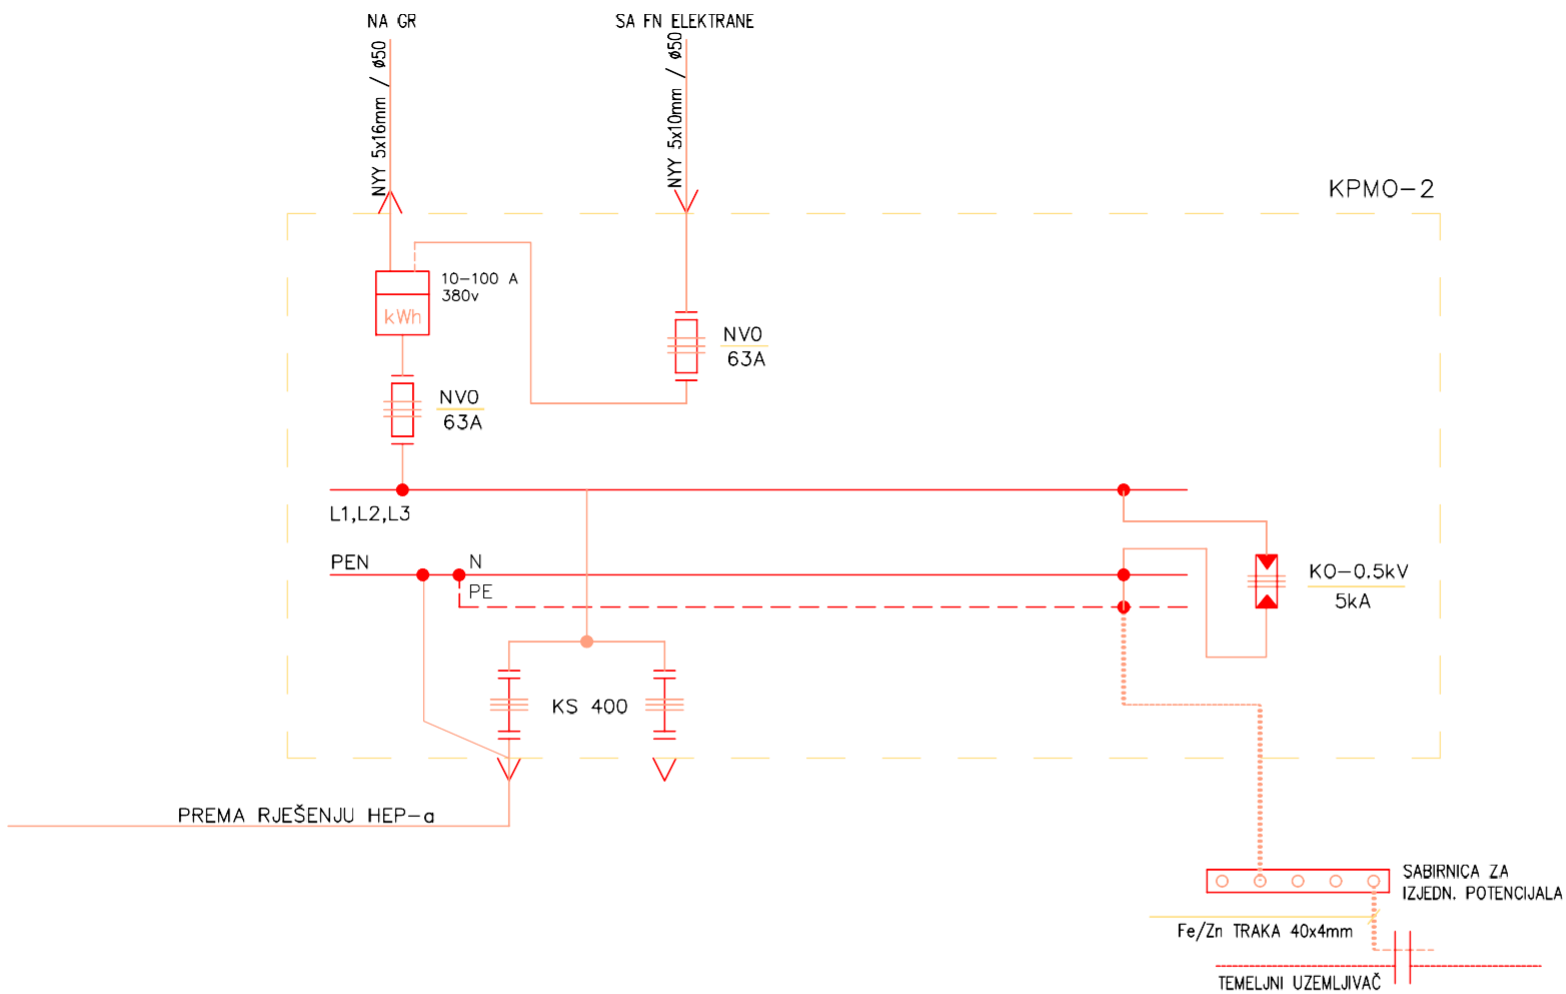 NA GR
SA FN ELEKTRANE
NYY 5x16mm / ø50
NYY 5x10mm / ø50
KPMO-2
10-100 A
380v
kWh
NVO
63A
NVO
63A
L1,L2,L3
PEN
N
PE
KO-0.5kV
5kA
KS 400
PREMA RJEŠENJU HEP-a
SABIRNICA ZA
IZJEDN. POTENCIJALA
Fe/Zn TRAKA 40x4mm
TEMELJNI UZEMLJIVAČ